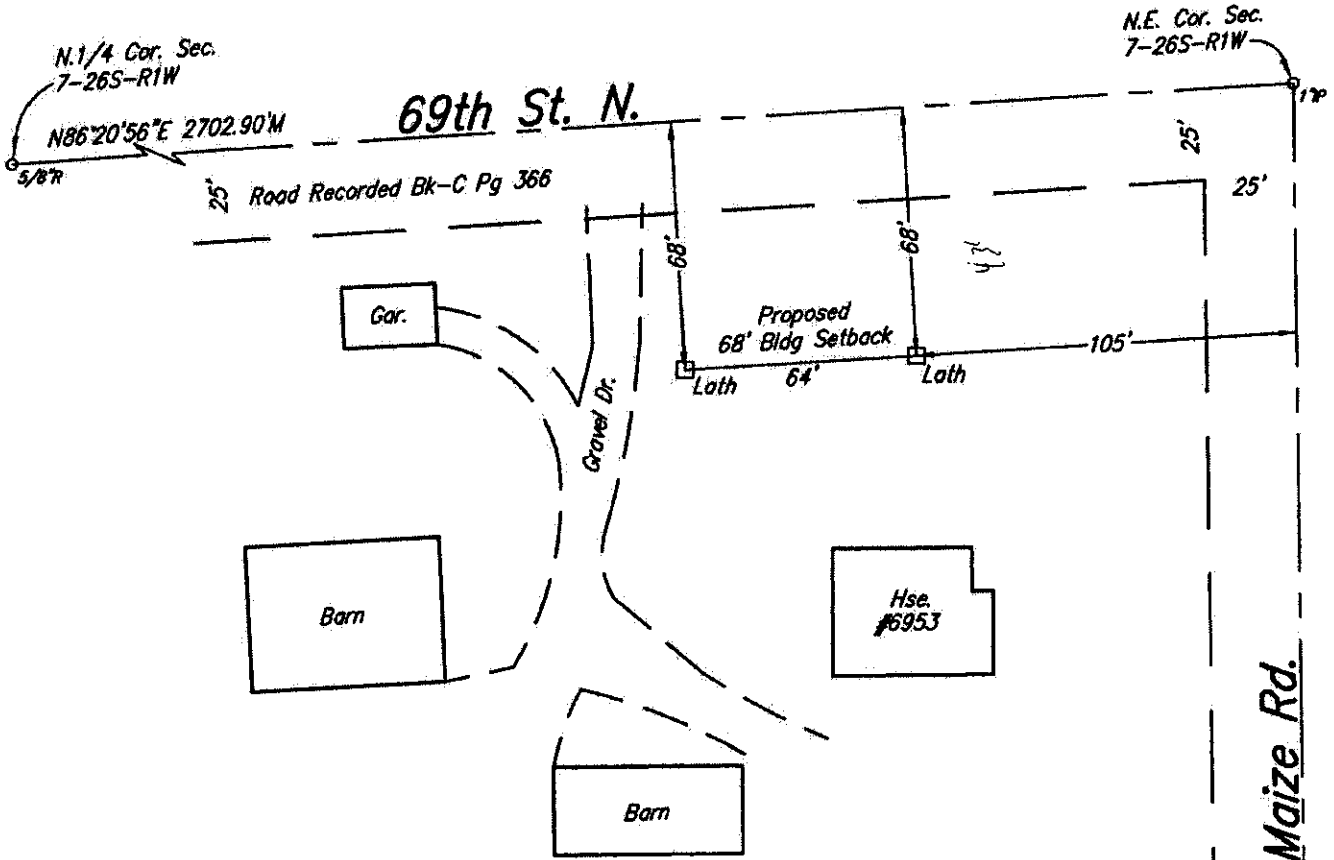 N.1/4 Cor. Sec.
7-26S-R1W
N.E. Cor. Sec.
7-26S-R1W
69th St. N.
N86°20'56"E 2702.90'M
5/8"R
25'
Road Recorded Bk-C Pg 366
25'
25'
68'
68'
Gar.
Proposed
68' Bldg Setback
105'
Lath
64'
Lath
Gravel Dr.
Barn
Hse.
#6953
Barn
Maize Rd.